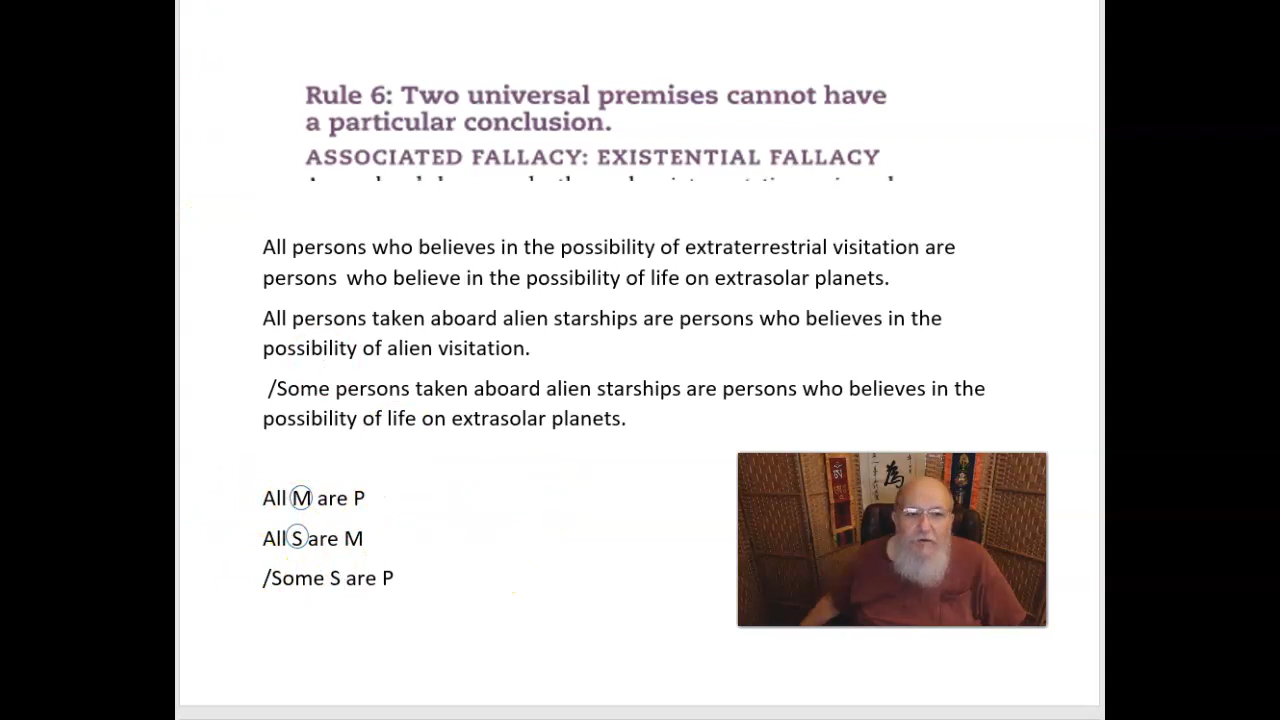 Rule 6: Two universal premises cannot have
a particular conclusion.
ASSOCIATED FALLACY: EXISTENTIAL FALLACY
All persons who believes in the possibility of extraterrestrial visitation are
persons who believe in the possibility of life on extrasolar planets.
All persons taken aboard alien starships are persons who believes in the
possibility of alien visitation.
/Some persons taken aboard alien starships are persons who believes in the
possibility of life on extrasolar planets.
All M are P
All S are M
/Some S are P
為